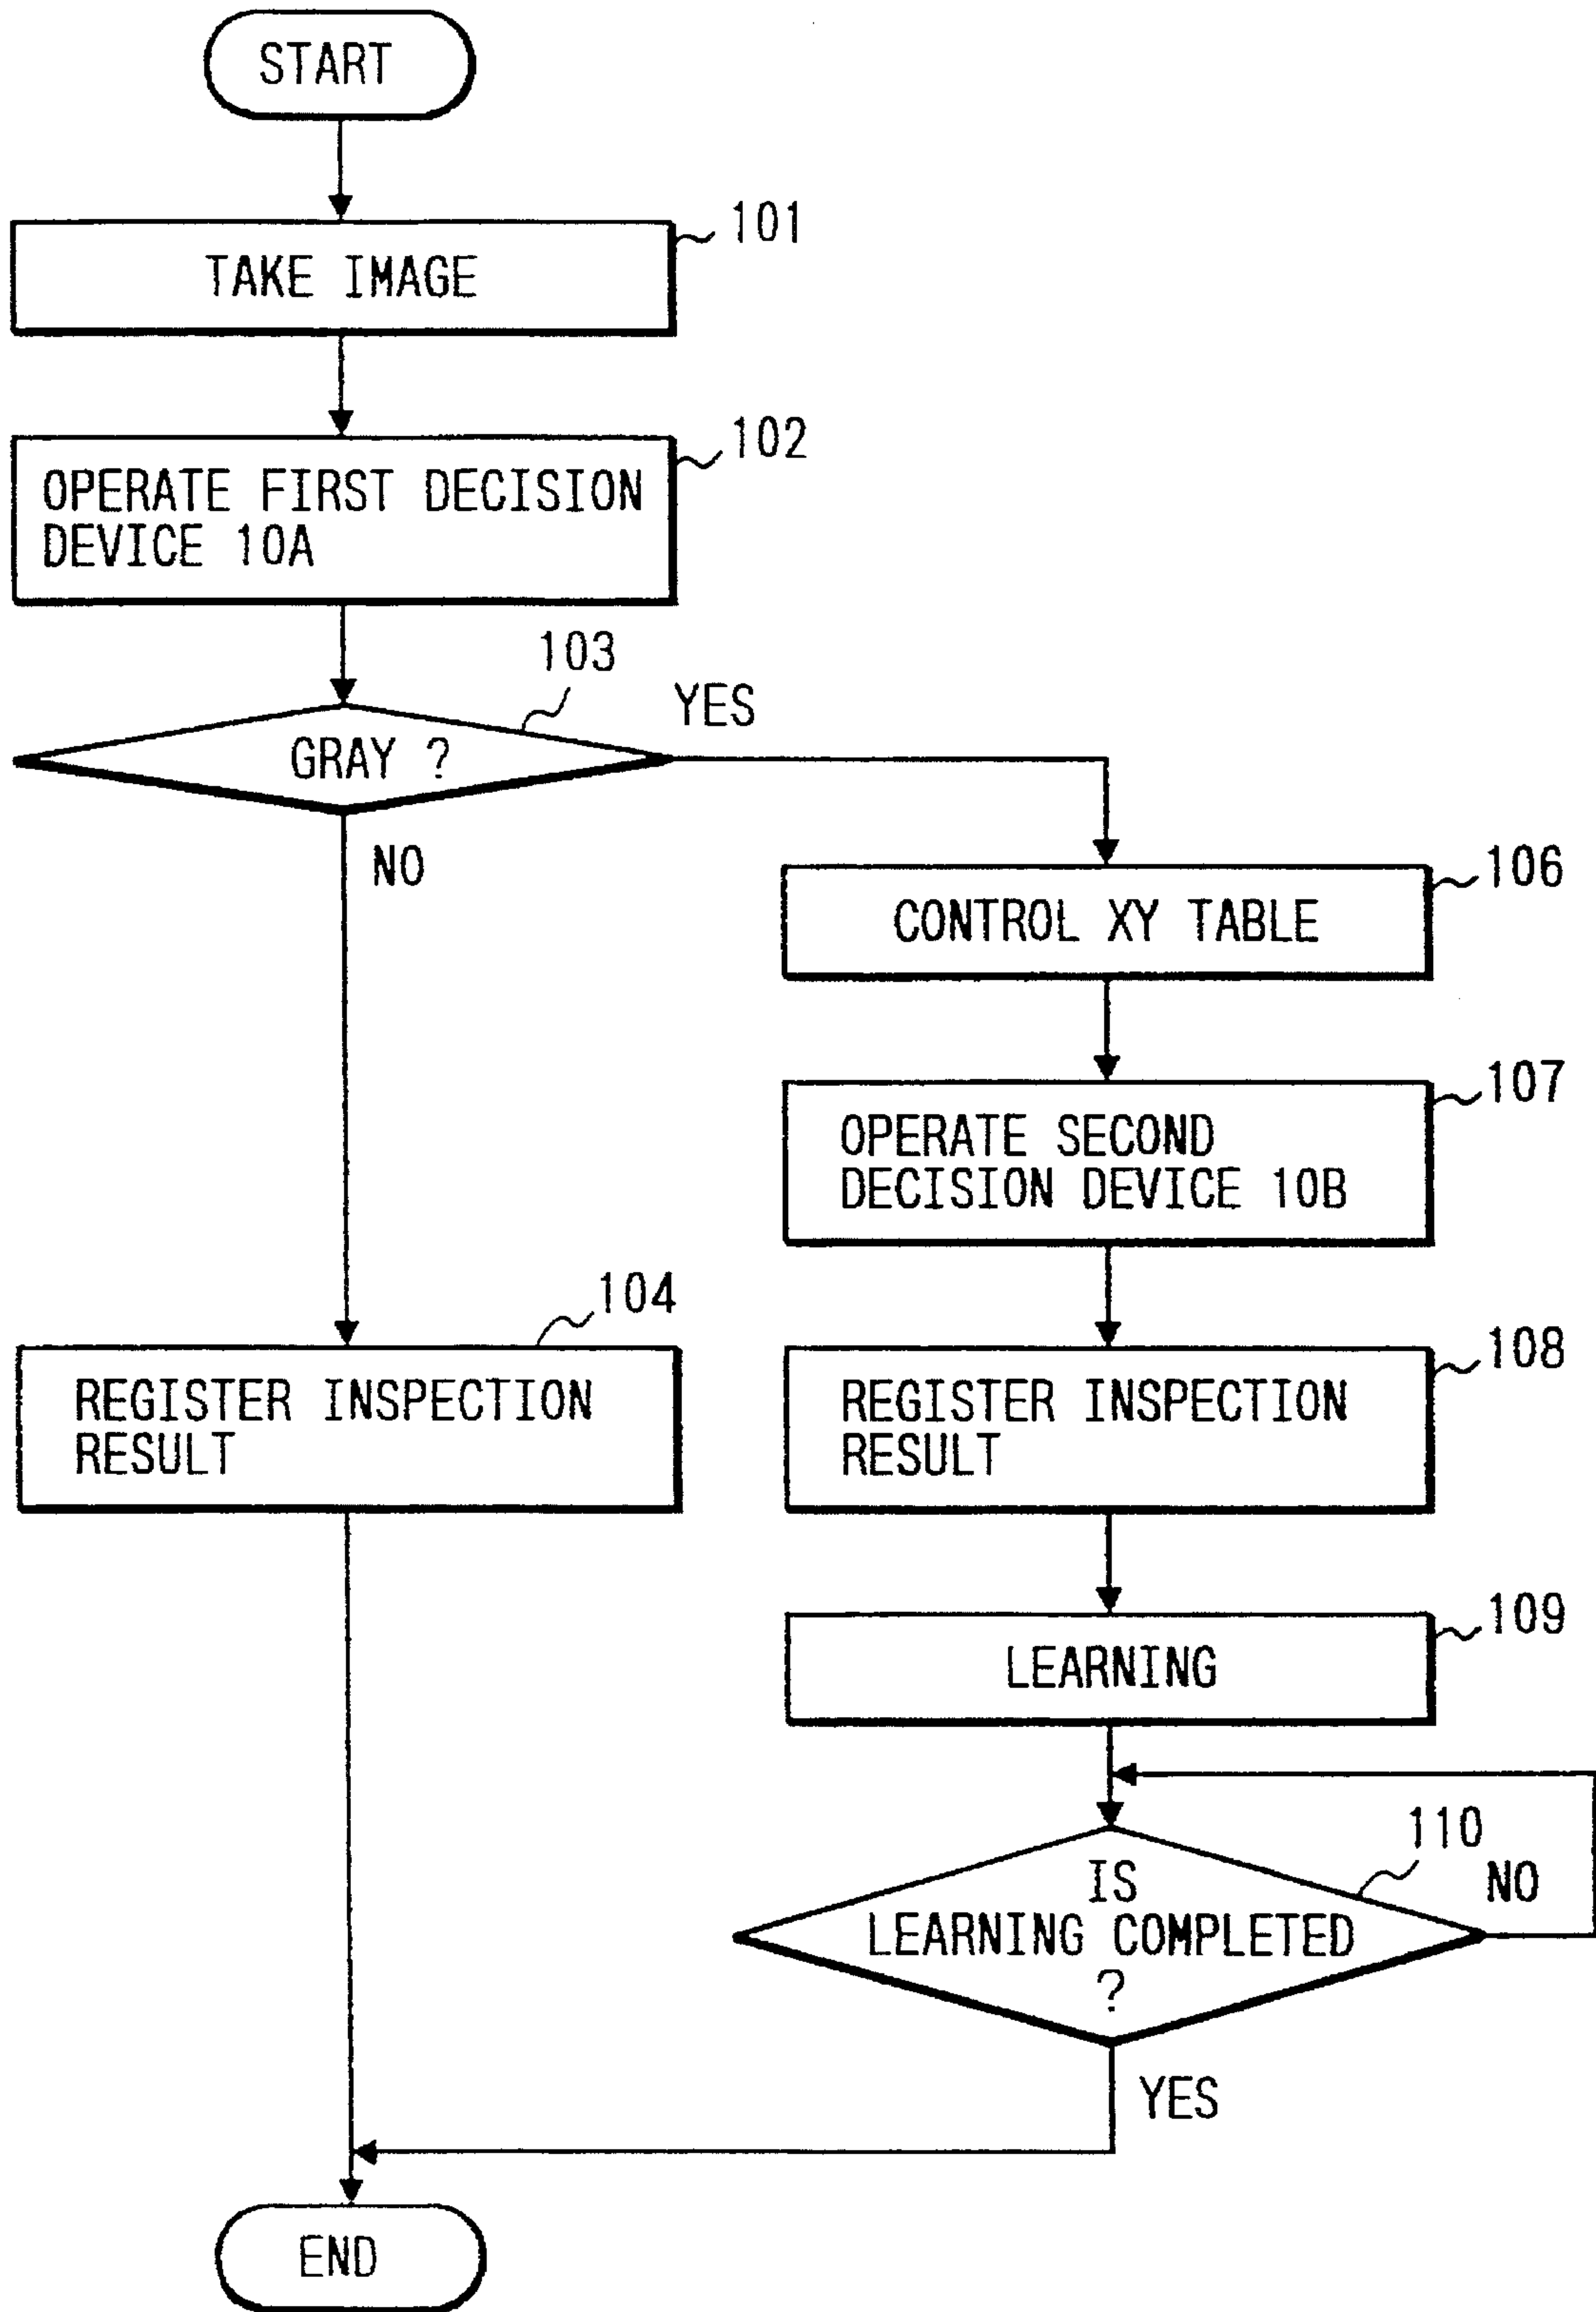 START
101
TAKE IMAGE
102
OPERATE FIRST DECISION
DEVICE 10A
103
YES
GRAY ?
NO
106
CONTROL XY TABLE
107
OPERATE SECOND
DECISION DEVICE 10B
104
REGISTER INSPECTION
RESULT
108
REGISTER INSPECTION
RESULT
109
LEARNING
110
NO
IS
LEARNING COMPLETED
?
YES
END